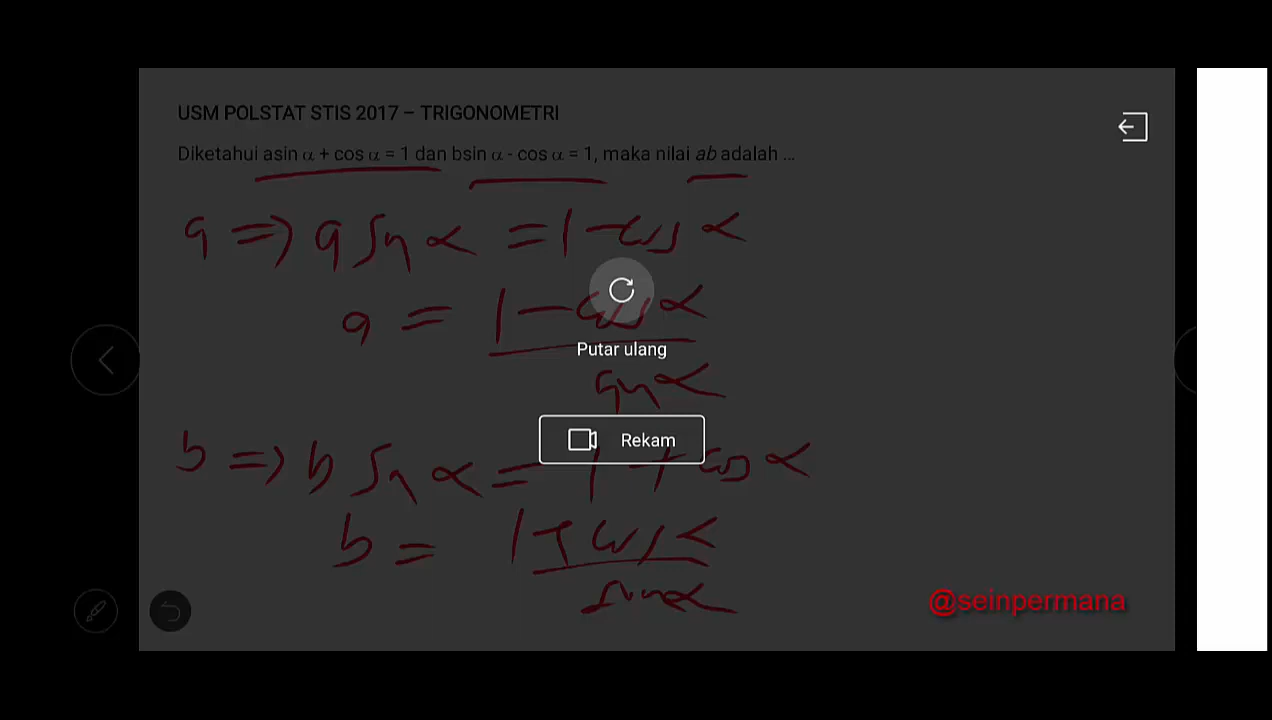 USM POLSTAT STIS 2017 – TRIGONOMETRI
Diketahui asin α + cos α = 1 dan bsin α - cos α = 1, maka nilai ab adalah ...
a => a sin α = 1 - cos α
a = 1 - cos α
sin α
Putar ulang
Rekam
b => b sin α = 1 + cos α
b = 1 + cos α
sin α
@seinpermana